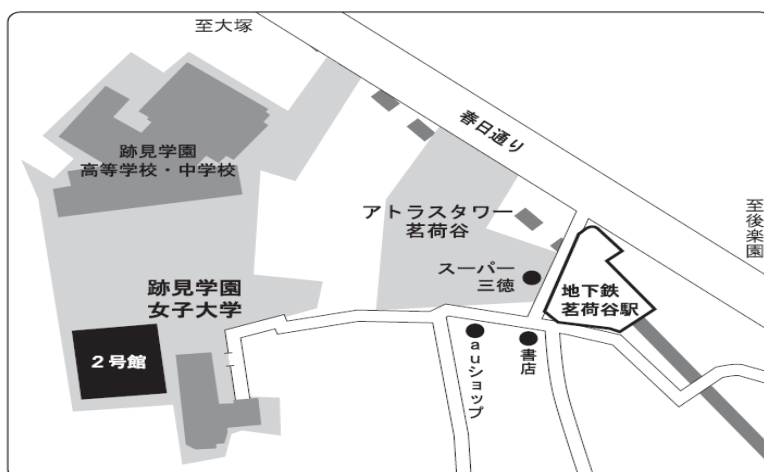 至大塚
春日通り
跡見学園
高等学校・中学校
アトラスタワー
茗荷谷
至後楽園
スーパー
三徳
地下鉄
茗荷谷駅
跡見学園
女子大学
2号館
auショップ
書店